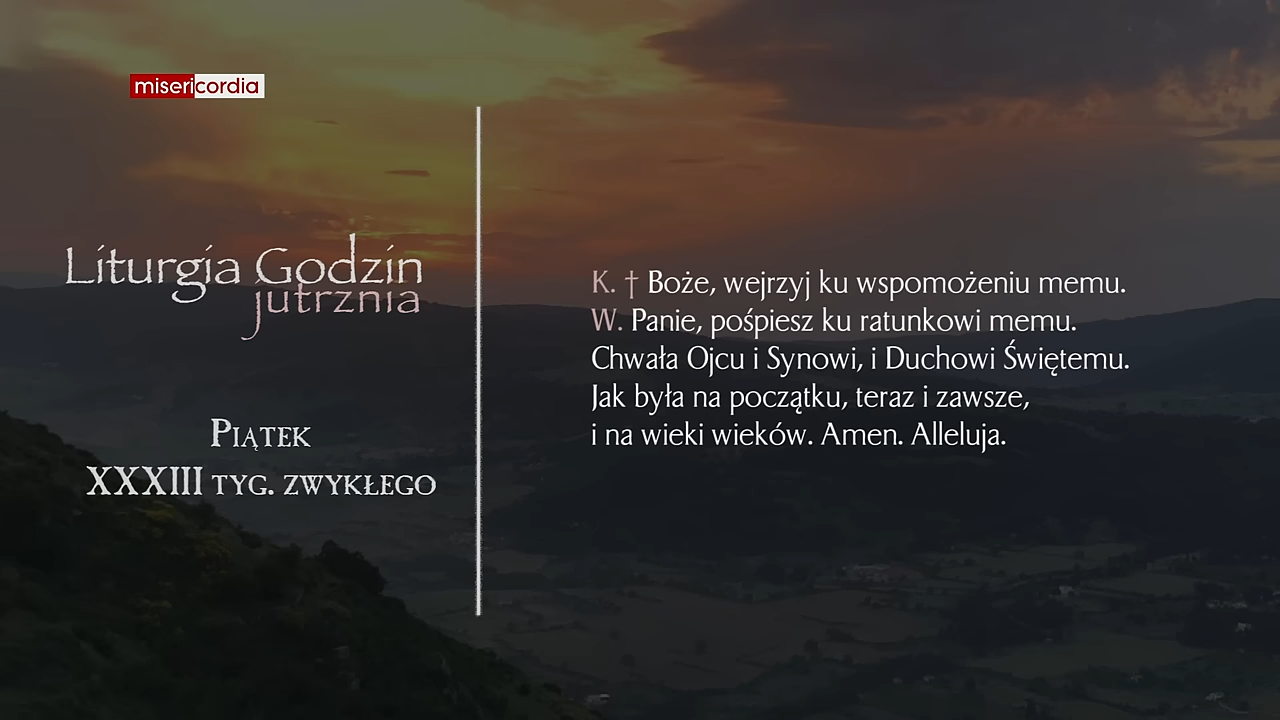 misericordia
Liturgia Godzin
jutrznia
Piątek
XXXIII tyg. zwykłego
K. † Boże, wejrzyj ku wspomożeniu memu.
W. Panie, pośpiesz ku ratunkowi memu.
Chwała Ojcu i Synowi, i Duchowi Świętemu.
Jak była na początku, teraz i zawsze,
i na wieki wieków. Amen. Alleluja.